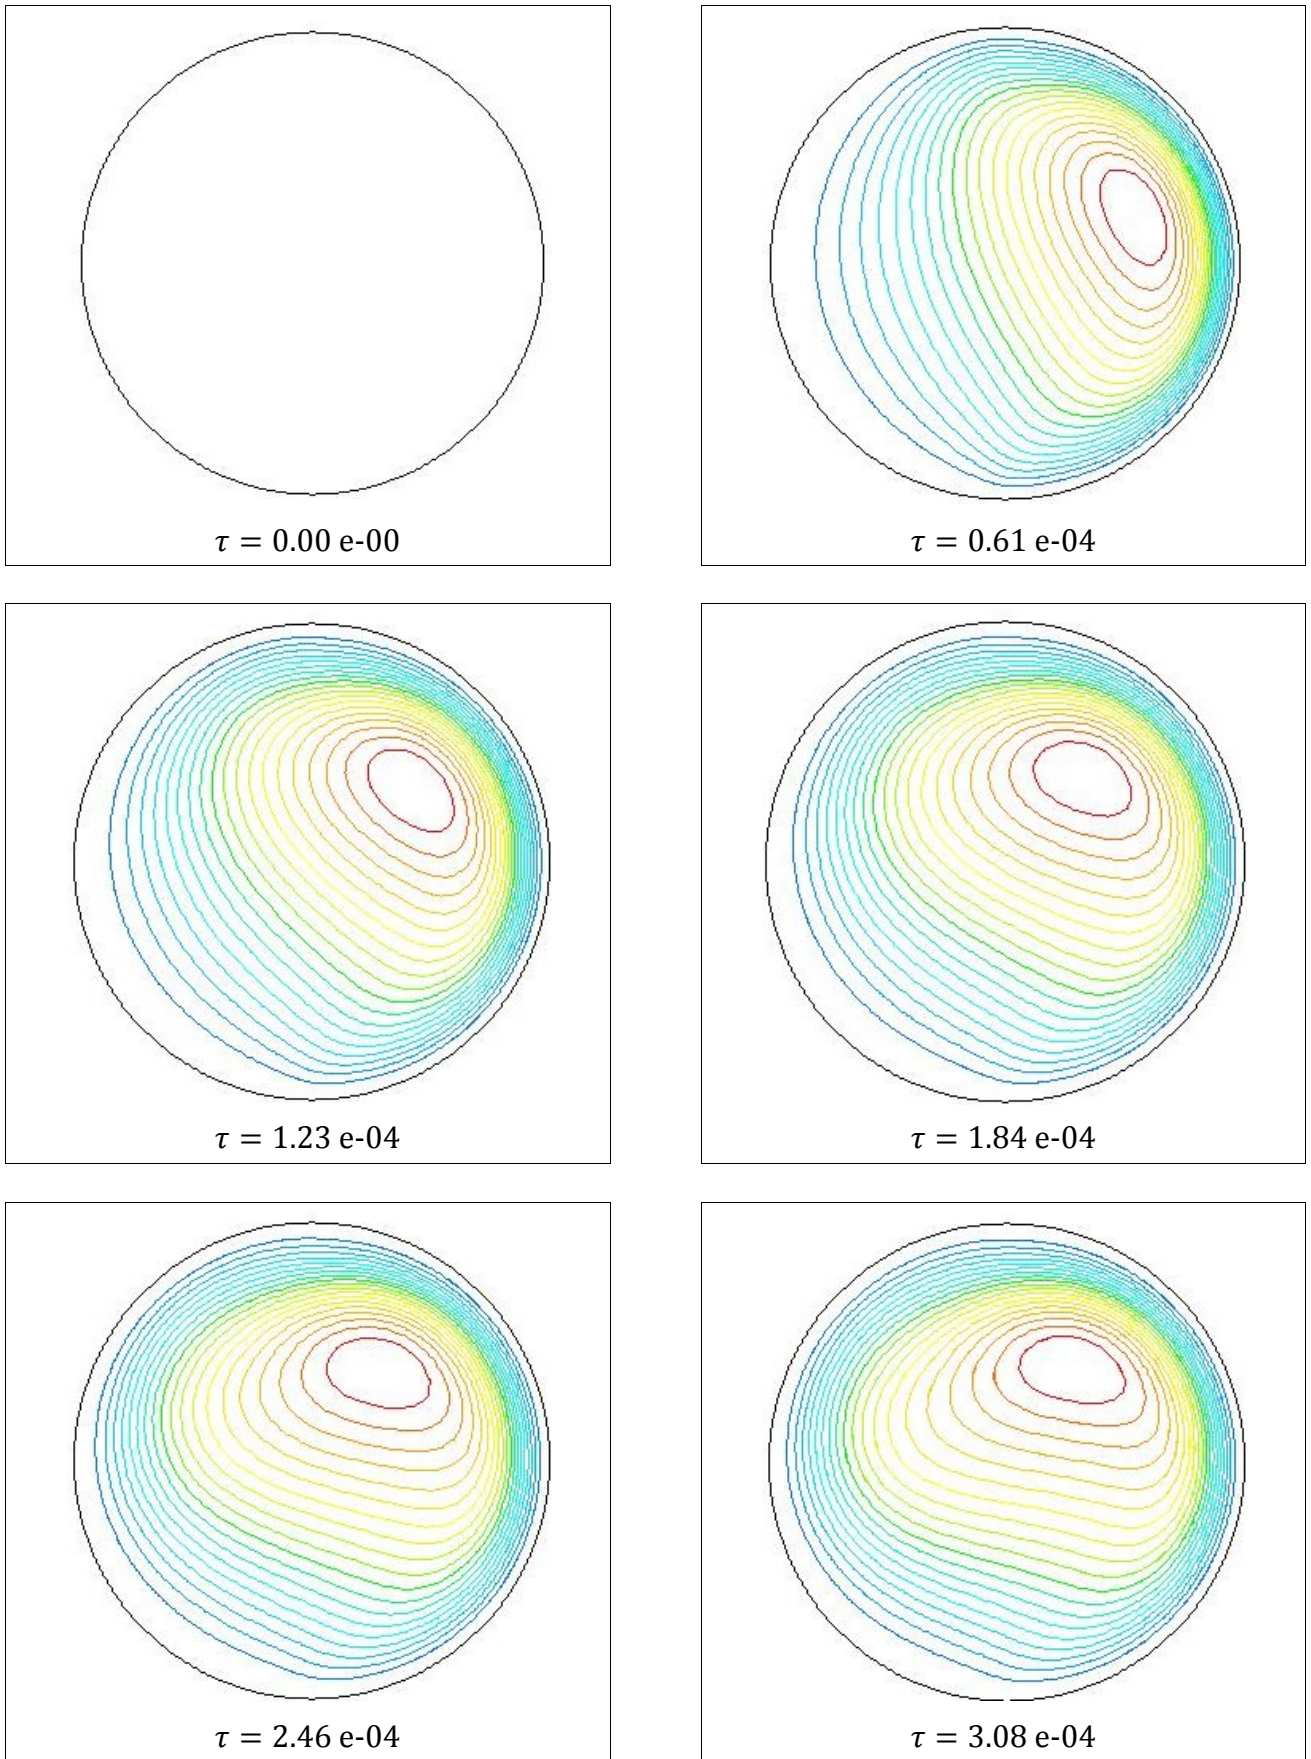 𝜏 = 0.00 e-00
𝜏 = 0.61 e-04
𝜏 = 1.23 e-04
𝜏 = 1.84 e-04
𝜏 = 2.46 e-04
𝜏 = 3.08 e-04